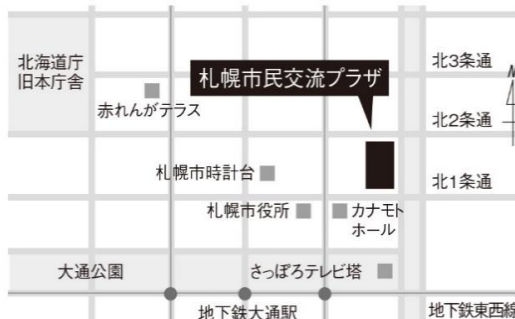 北海道庁
旧本庁舎
赤れんがテラス
札幌市民交流プラザ
北3条通
N
北2条通
札幌市時計台
北1条通
札幌市役所
カナモト
ホール
大通公園
さっぽろテレビ塔
地下鉄大通駅
地下鉄東西線